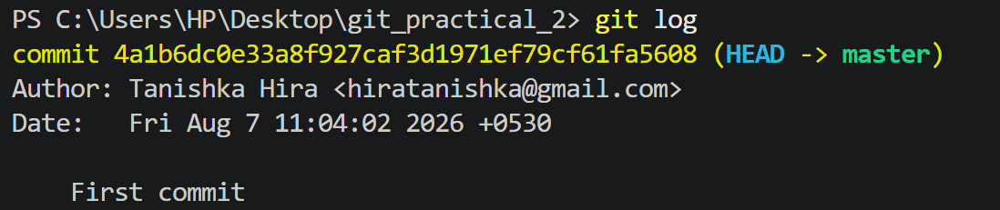 PS C:\Users\HP\Desktop\git_practical_2> git log
commit 4a1b6dc0e33a8f927caf3d1971ef79cf61fa5608 (HEAD -> master)
Author: Tanishka Hira <hiratanishka@gmail.com>
Date:   Fri Aug 7 11:04:02 2026 +0530

    First commit